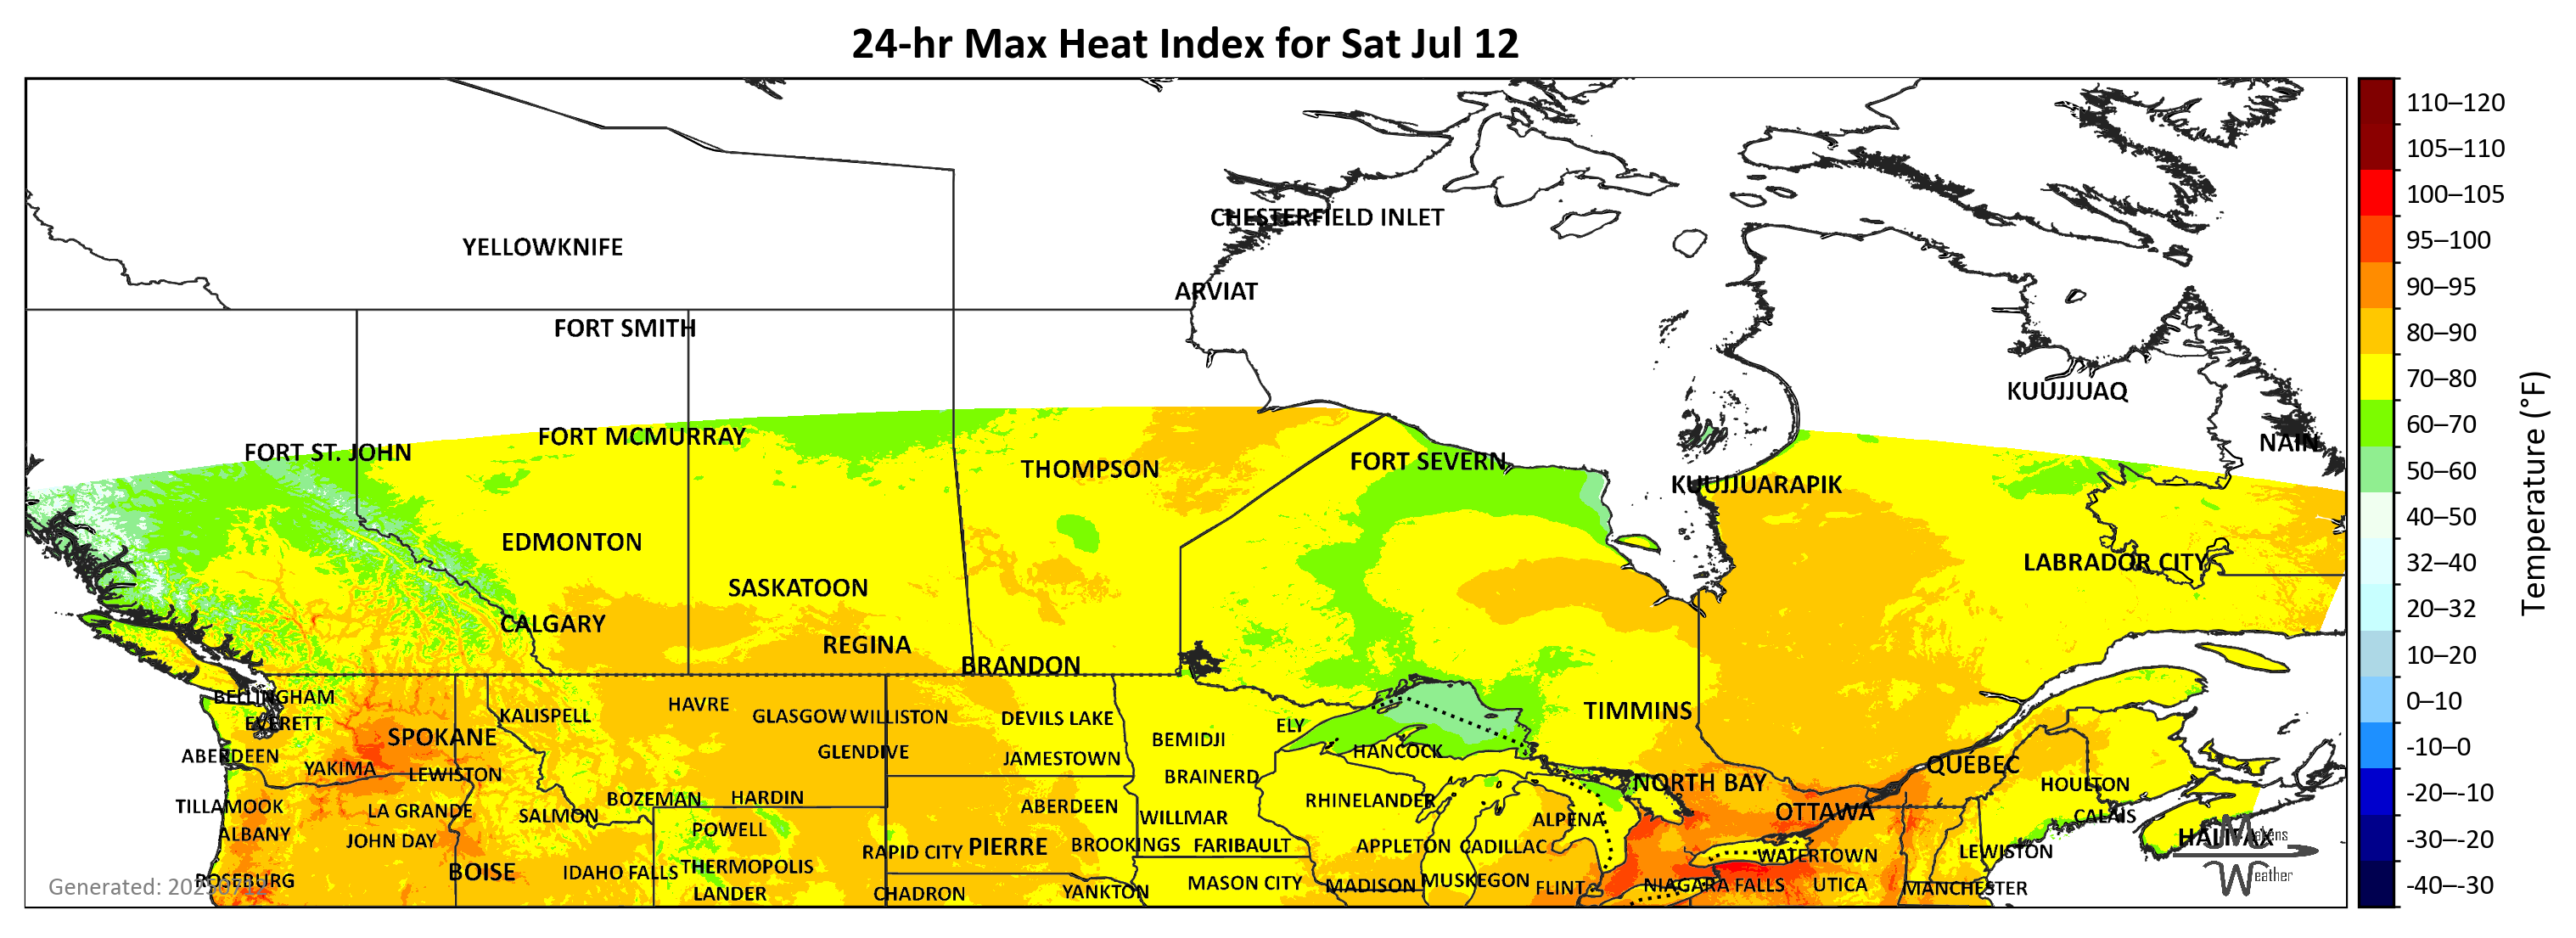 24-hr Max Heat Index for Sat Jul 12
110–120
105–110
100–105
95–100
90–95
80–90
70–80
60–70
50–60
40–50
32–40
20–32
10–20
0–10
-10–0
-20–-10
-30–-20
-40–-30
Temperature (°F)
CHESTERFIELD INLET
YELLOWKNIFE
ARVIAT
FORT SMITH
KUUJJUAQ
FORT MCMURRAY
NAIN
FORT ST. JOHN
FORT SEVERN
THOMPSON
KUUJJUARAPIK
EDMONTON
LABRADOR CITY
SASKATOON
CALGARY
REGINA
BRANDON
BELLINGHAM
HAVRE
TIMMINS
KALISPELL
GLASGOW
WILLISTON
DEVILS LAKE
EVERETT
ELY
SPOKANE
BEMIDJI
GLENDIVE
HANCOCK
ABERDEEN
JAMESTOWN
QUÉBEC
YAKIMA
LEWISTON
BRAINERD
NORTH BAY
HOULTON
BOZEMAN
HARDIN
RHINELANDER
TILLAMOOK
LA GRANDE
ABERDEEN
OTTAWA
SALMON
WILLMAR
ALPENA
CALAIS
ALBANY
POWELL
JOHN DAY
HALIFAX
PIERRE
BROOKINGS
FARIBAULT
APPLETON
CADILLAC
RAPID CITY
WATERTOWN
LEWISTON
BOISE
IDAHO FALLS
THERMOPOLIS
ROSEBURG
MASON CITY
MADISON
MUSKEGON
FLINT
NIAGARA FALLS
UTICA
MANCHESTER
LANDER
CHADRON
YANKTON
Weather
Generated: